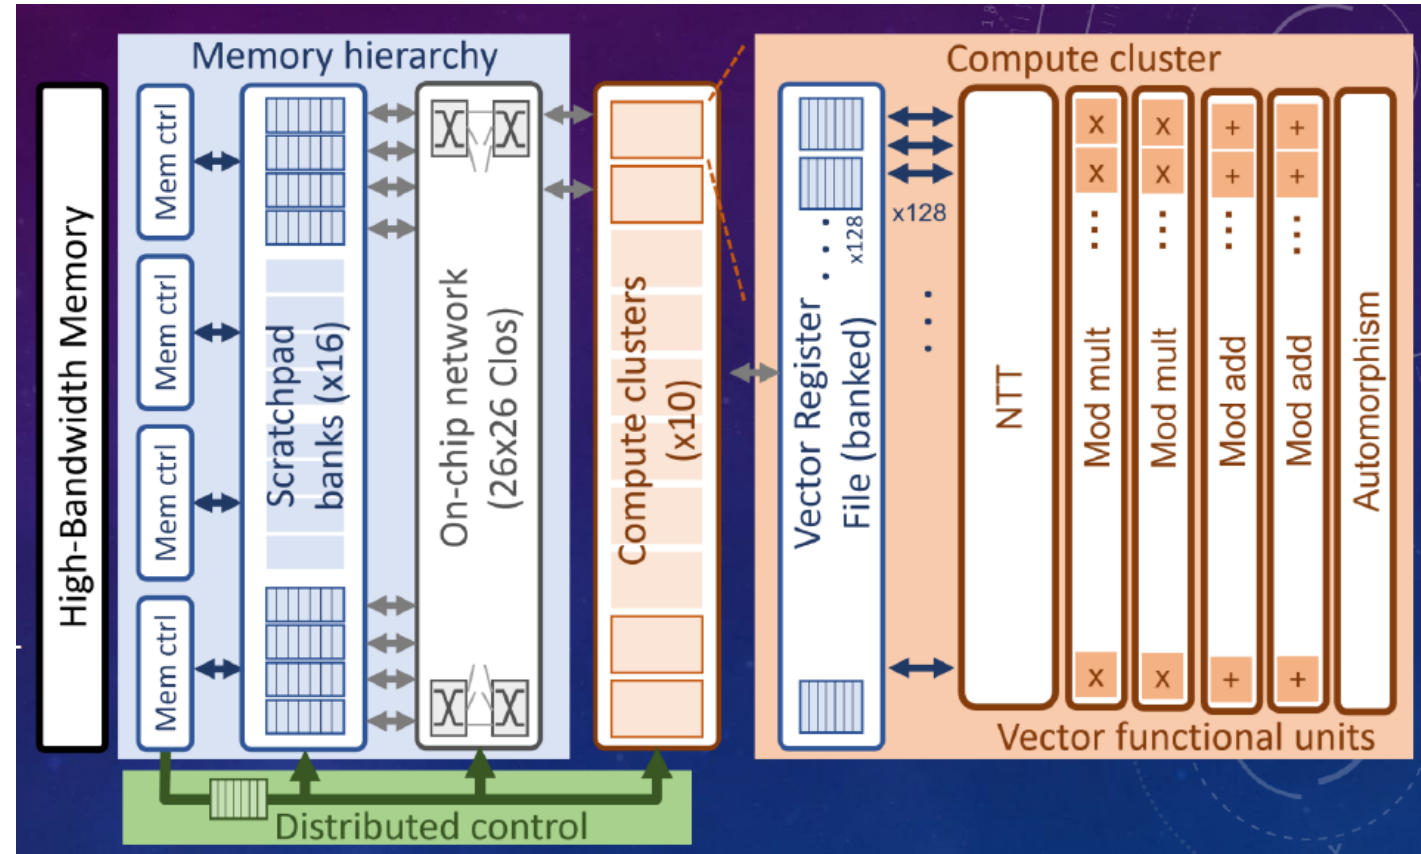 Memory hierarchy
Compute cluster
High-Bandwidth Memory
Mem ctrl
Mem ctrl
Mem ctrl
Mem ctrl
Scratchpad
banks (x16)
On-chip network
(26x26 Clos)
Compute clusters
(x10)
Vector Register
File (banked)
x128
x128
NTT
x
x
Mod mult
x
x
x
Mod mult
x
+
+
Mod add
+
+
+
Mod add
+
Automorphism
Vector functional units
Distributed control